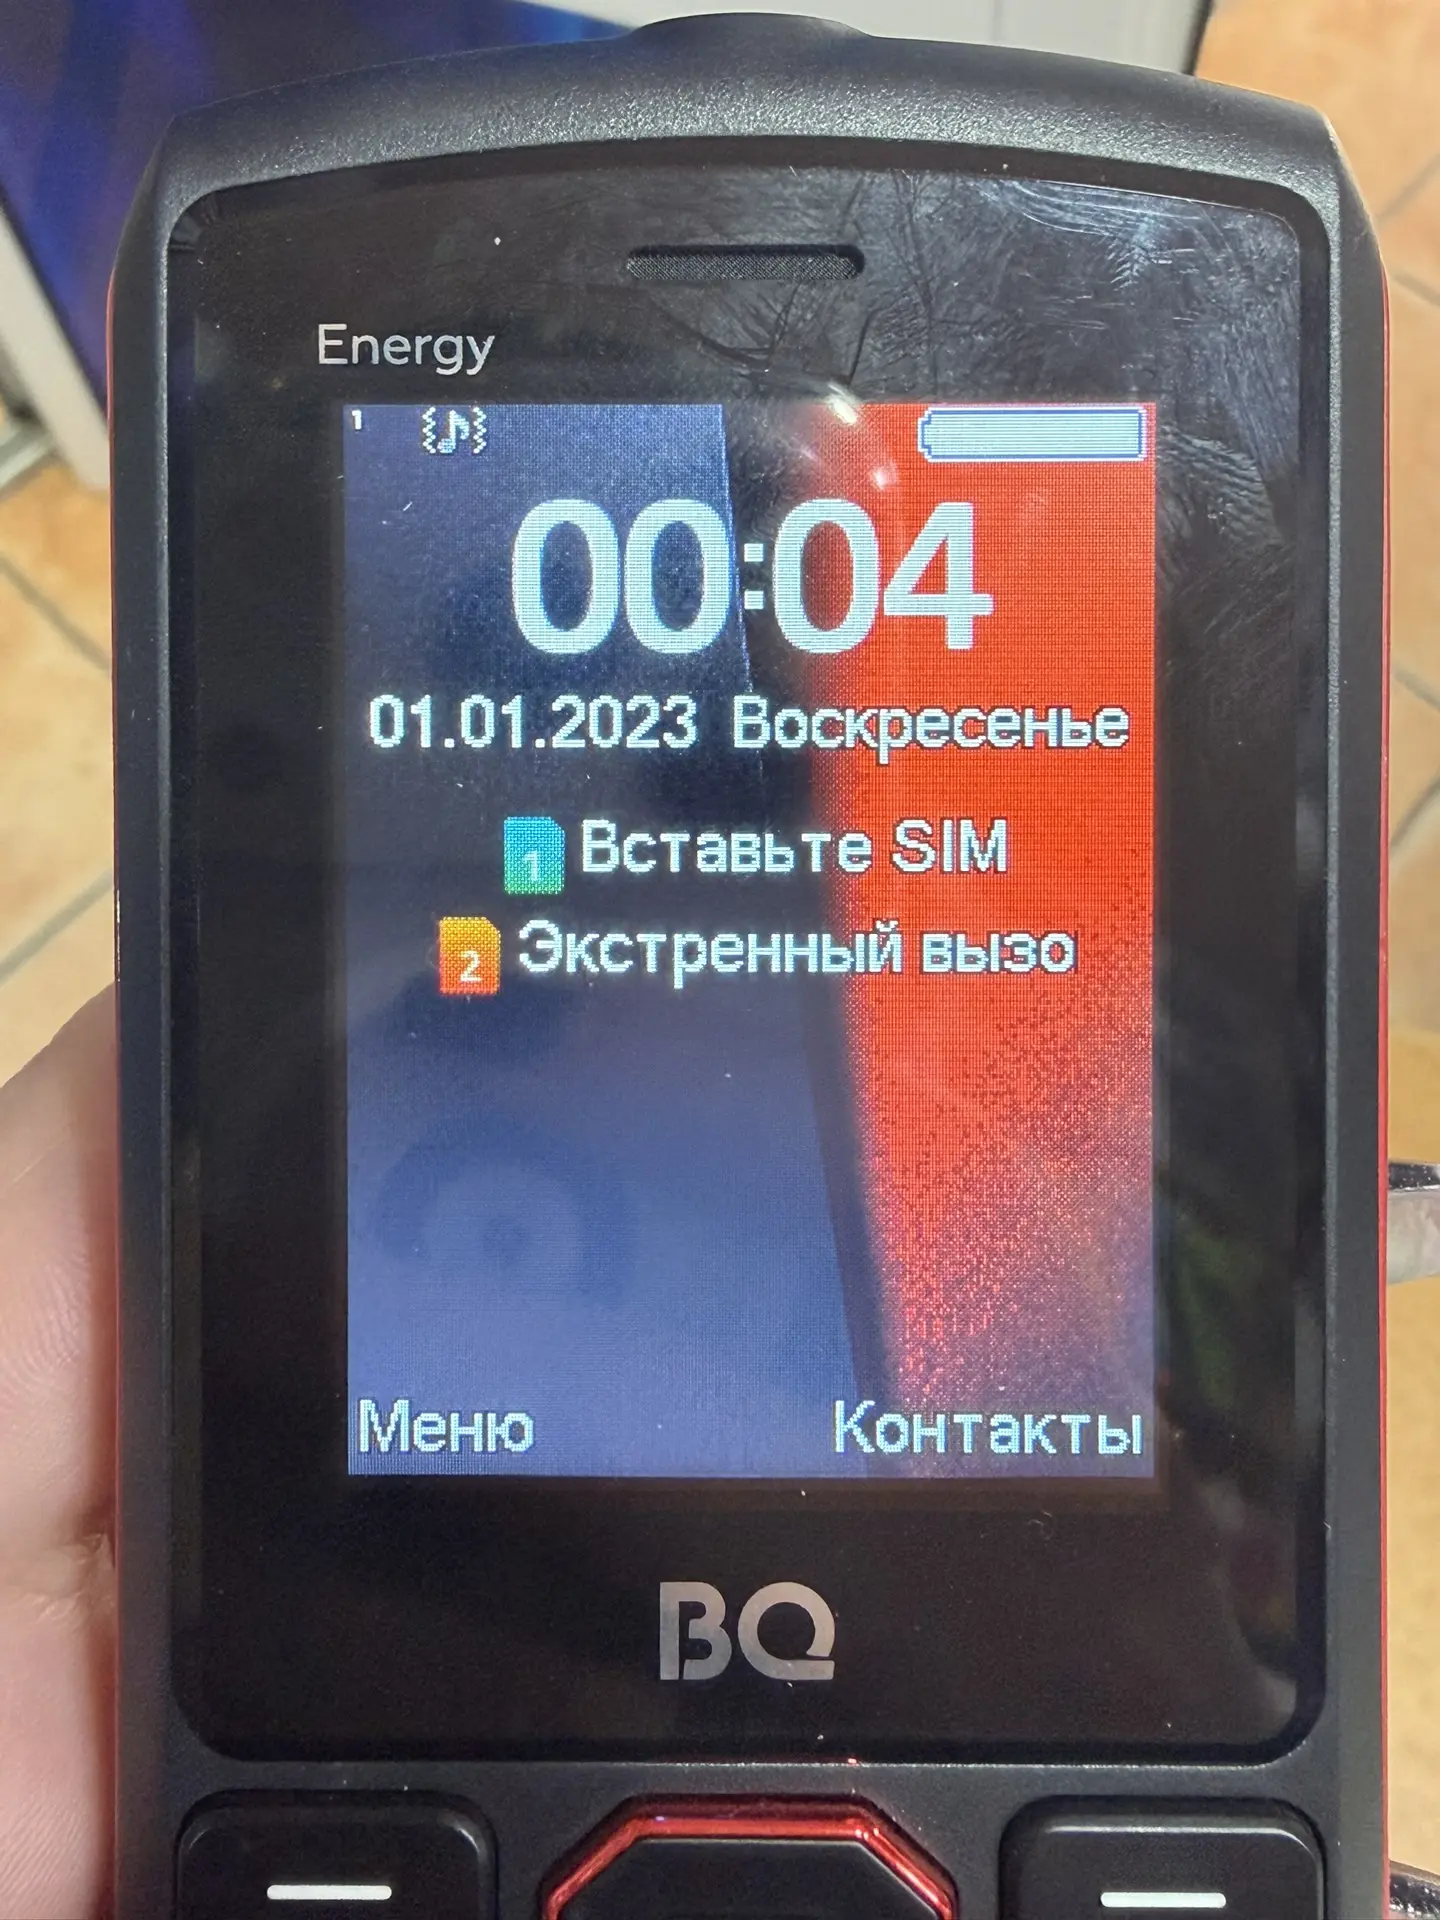 Energy
1
00:04
01.01.2023 Воскресенье
1 Вставьте SIM
2 Экстренный вызо
Меню Контакты
BQ